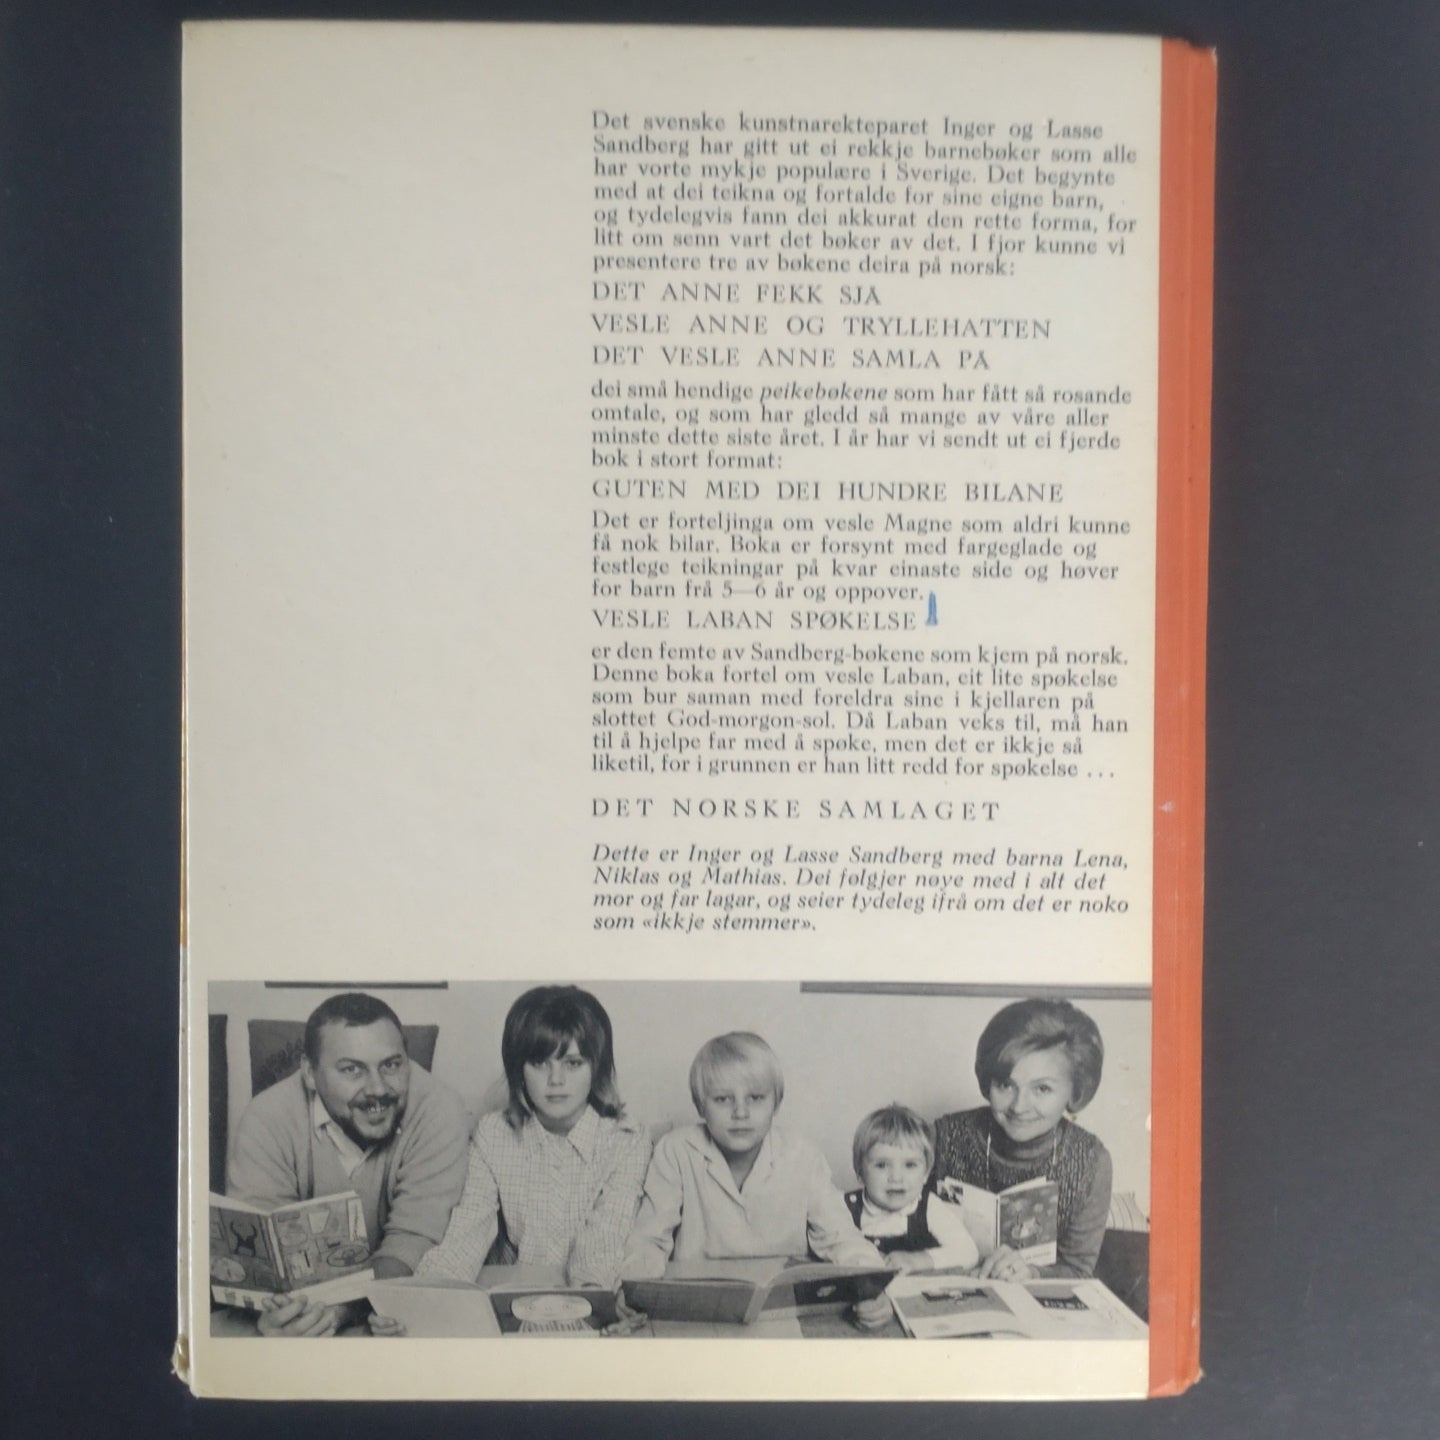 Det svenske kunstnarekteparet Inger og Lasse
Sandberg har gitt ut ei rekkje barnebøker som alle
har vorte mykje populære i Sverige. Det begynte
med at dei teikna og fortalde for sine eigne barn,
og tydelegvis fann dei akkurat den rette forma, for
litt om senn vart det bøker av det. I fjor kunne vi
presentere tre av bøkene deira på norsk:
DET ANNE FEKK SJÅ
VESLE ANNE OG TRYLLEHATTEN
DET VESLE ANNE SAMLA PÅ
dei små hendige peikebøkene som har fått så rosande
omtale, og som har gledd så mange av våre aller
minste dette siste året. I år har vi sendt ut ei fjerde
bok i stort format:
GUTEN MED DEI HUNDRE BILANE
Det er forteljinga om vesle Magne som aldri kunne
få nok bilar. Boka er forsynt med fargeglade og
festlege teikningar på kvar einaste side og høver
for barn frå 5—6 år og oppover.
VESLE LABAN SPØKELSE
er den femte av Sandberg-bøkene som kjem på norsk.
Denne boka fortel om vesle Laban, eit lite spøkelse
som bur saman med foreldra sine i kjellaren på
slottet God-morgon-sol. Då Laban veks til, må han
til å hjelpe far med å spøke, men det er ikkje så
liketil, for i grunnen er han litt redd for spøkelse ...
DET NORSKE SAMLAGET
Dette er Inger og Lasse Sandberg med barna Lena,
Niklas og Mathias. Dei følgjer nøye med i alt det
mor og far lagar, og seier tydeleg ifrå om det er noko
som «ikkje stemmer».